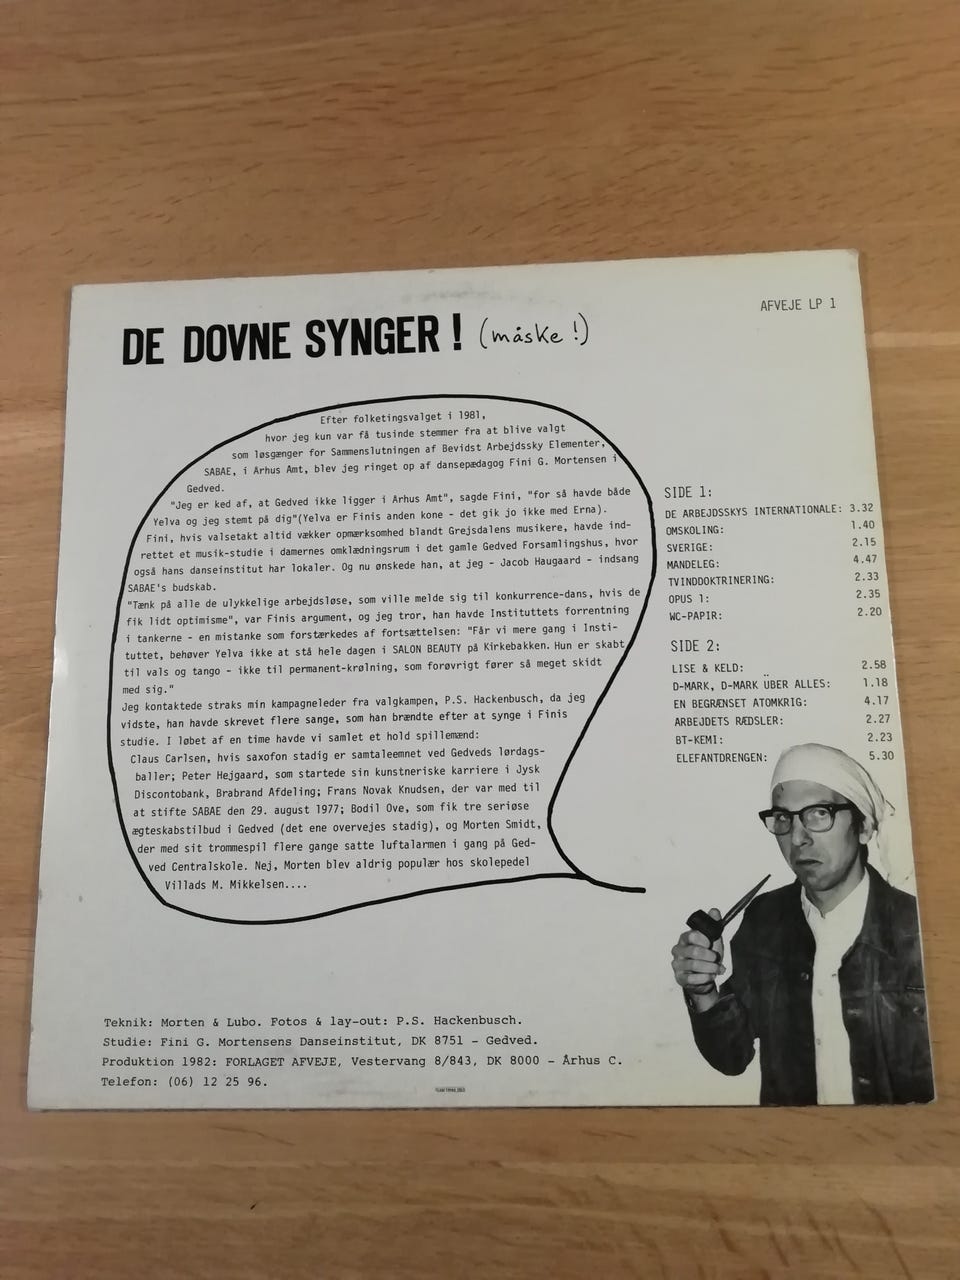 AFVEJE LP 1
DE DOVNE SYNGER! (måske!)
Efter folketingsvalget i 1981,
hvor jeg kun var få tusinde stemmer fra at blive valgt
som løsgænger for Sammenslutningen af Bevidst Arbejdssky Elementer,
SABAE, i Arhus Amt, blev jeg ringet op af dansepædagog Fini G. Mortensen i
Gedved.
"Jeg er ked af, at Gedved ikke ligger i Arhus Amt", sagde Fini, "for så havde både
Yelva og jeg stemt på dig"(Yelva er Finis anden kone - det gik jo ikke med Erna).
Fini, hvis valsetakt altid vækker opmærksomhed blandt Grejsdalens musikere, havde ind-
rettet et musik-studie i damernes omklædningsrum i det gamle Gedved Forsamlingshus, hvor
også hans danseinstitut har lokaler. Og nu ønskede han, at jeg - Jacob Haugaard - indsang
SABAE's budskab.
"Tænk på alle de ulykkelige arbejdsløse, som ville melde sig til konkurrence-dans, hvis de
fik lidt optimisme", var Finis argument, og jeg tror, han havde Instituttets forrentning
i tankerne - en mistanke som forstærkedes af fortsættelsen: "Får vi mere gang i Insti-
tuttet, behøver Yelva ikke at stå hele dagen i SALON BEAUTY på Kirkebakken. Hun er skabt
til vals og tango - ikke til permanent-krølning, som forøvrigt fører så meget skidt
med sig."
Jeg kontaktede straks min kampagneleder fra valgkampen, P.S. Hackenbusch, da jeg
vidste, han havde skrevet flere sange, som han brændte efter at synge i Finis
studie. I løbet af en time havde vi samlet et hold spillemænd:
Claus Carlsen, hvis saxofon stadig er samtaleemnet ved Gedveds lørdags-
baller; Peter Hejgaard, som startede sin kunstneriske karriere i Jysk
Discontobank, Brabrand Afdeling; Frans Novak Knudsen, der var med til
at stifte SABAE den 29. august 1977; Bodil Ove, som fik tre seriøse
ægteskabstilbud i Gedved (det ene overvejes stadig), og Morten Smidt,
der med sit trommespil flere gange satte luftalarmen i gang på Ged-
ved Centralskole. Nej, Morten blev aldrig populær hos skolepedel
Villads M. Mikkelsen....
SIDE 1:
DE ARBEJDSSKYS INTERNATIONALE: 3.32
OMSKOLING: 1.40
SVERIGE: 2.15
MANDELEG: 4.47
TVINDDOKTRINERING: 2.33
OPUS 1: 2.35
WC-PAPIR: 2.20
SIDE 2:
LISE & KELD: 2.58
D-MARK, D-MARK ÜBER ALLES: 1.18
EN BEGRÆNSET ATOMKRIG: 4.17
ARBEJDETS RÆDSLER: 2.27
BT-KEMI: 2.23
ELEFANTDRENGEN: 5.30
Teknik: Morten & Lubo. Fotos & lay-out: P.S. Hackenbusch.
Studie: Fini G. Mortensens Danseinstitut, DK 8751 - Gedved.
Produktion 1982: FORLAGET AFVEJE, Vestervang 8/843, DK 8000 - Århus C.
Telefon: (06) 12 25 96.